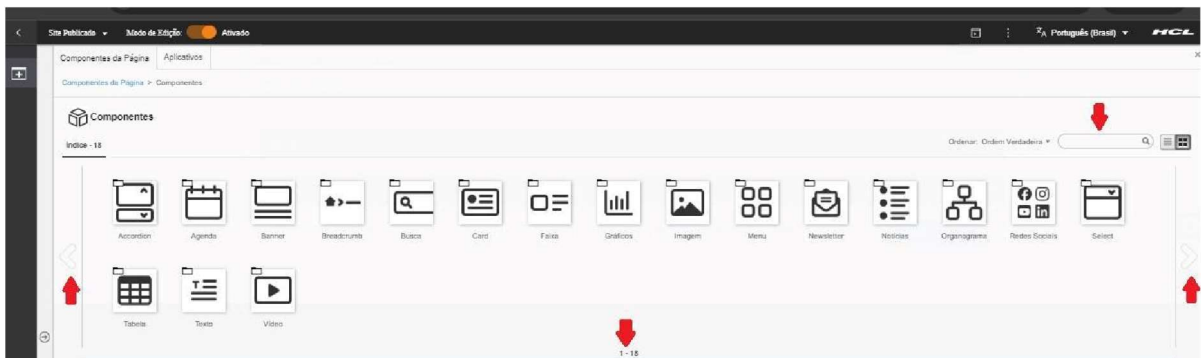 Site Publicado Modo de Edição: Ativado Português (Brasil) HCL
Componentes da Página Aplicativos
Componentes da Página > Componentes
Componentes
Índice - 18 Ordenar: Ordem Verdadeira
Accordion Agenda Banner Breadcrumb Busca Card Faixa Gráficos Imagem Menu Newsletter Notícias Organograma Redes Sociais Select
Tabela Texto Vídeo
1 - 18